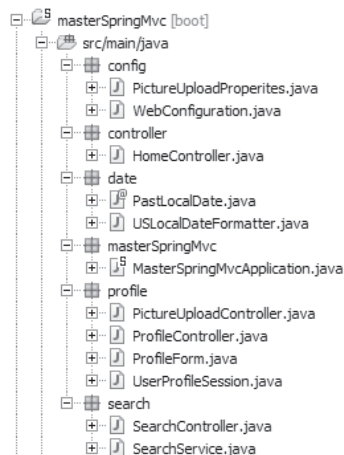 masterSpringMvc [boot]
src/main/java
config
PictureUploadProperites.java
WebConfiguration.java
controller
HomeController.java
date
PastLocalDate.java
USLocalDateFormatter.java
masterSpringMvc
MasterSpringMvcApplication.java
profile
PictureUploadController.java
ProfileController.java
ProfileForm.java
UserProfileSession.java
search
SearchController.java
SearchService.java